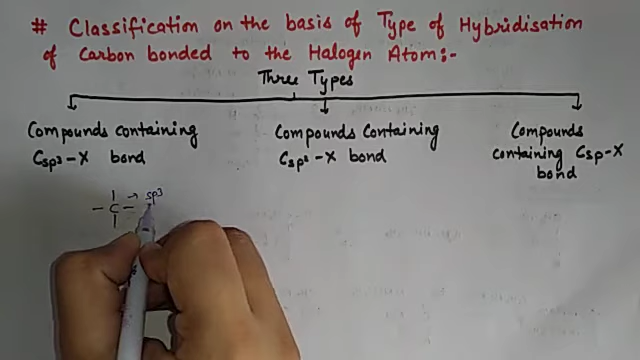 # Classification on the basis of Type of Hybridisation
of Carbon bonded to the Halogen Atom:-
Three Types
Compounds containing
Csp³-X bond
Compounds Containing
Csp²-X bond
Compounds
containing Csp-X
bond
-C- → sp3